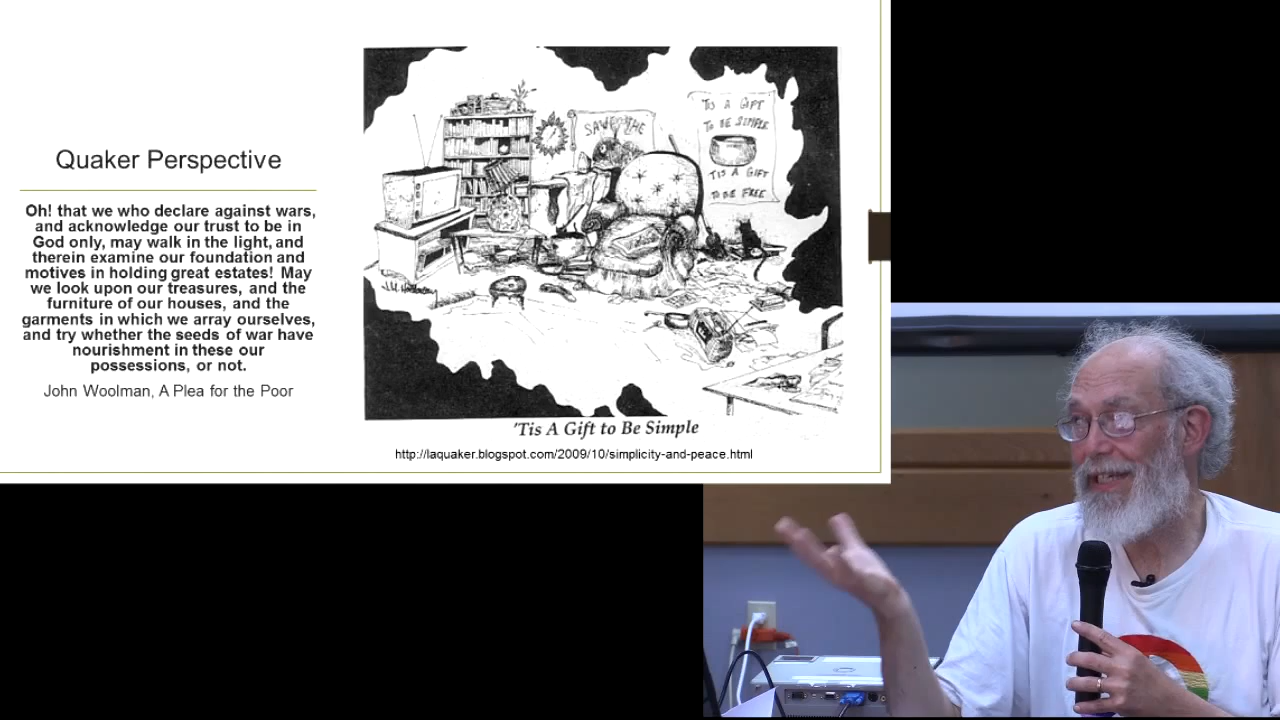 Quaker Perspective
Oh! that we who declare against wars,
and acknowledge our trust to be in
God only, may walk in the light, and
therein examine our foundation and
motives in holding great estates! May
we look upon our treasures, and the
furniture of our houses, and the
garments in which we array ourselves,
and try whether the seeds of war have
nourishment in these our
possessions, or not.
John Woolman, A Plea for the Poor
SAVE THE
TIS A GIFT
TO BE SIMPLE
TIS A GIFT
TO BE FREE
'Tis A Gift to Be Simple
http://laquaker.blogspot.com/2009/10/simplicity-and-peace.html